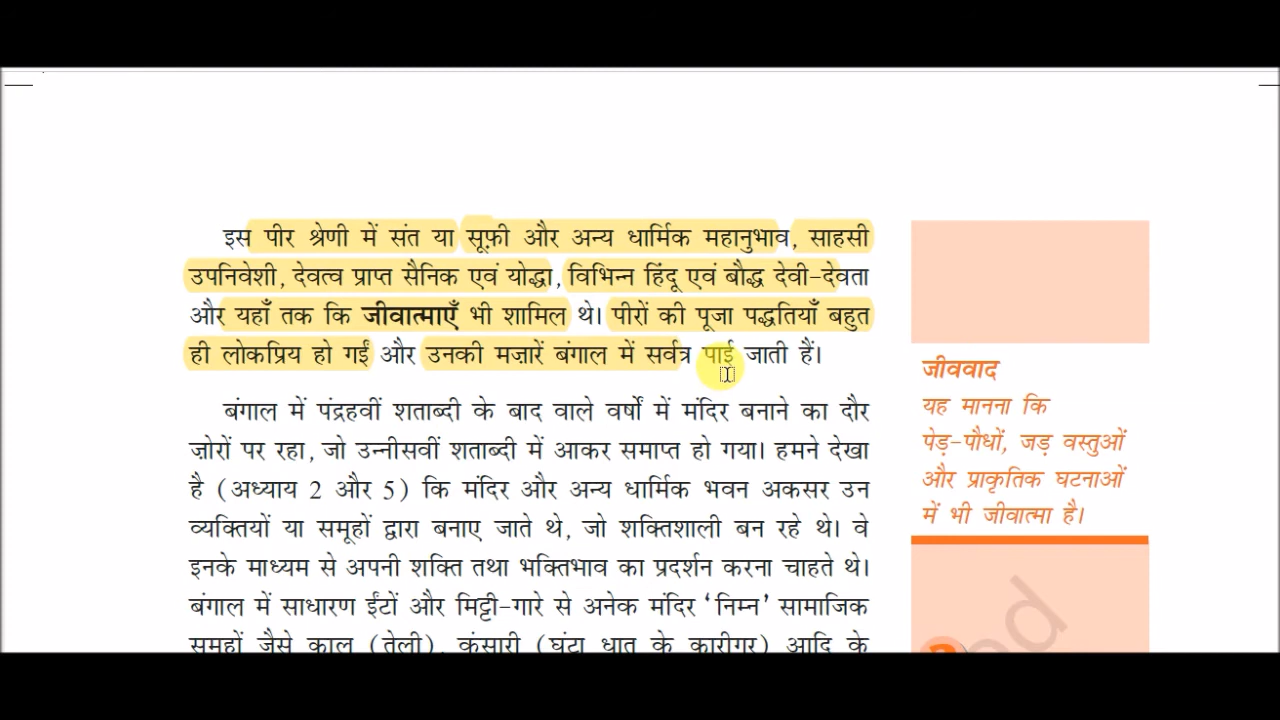 इस पीर श्रेणी में संत या सूफ़ी और अन्य धार्मिक महानुभाव, साहसी
उपनिवेशी, देवत्व प्राप्त सैनिक एवं योद्धा, विभिन्न हिंदू एवं बौद्ध देवी-देवता
और यहाँ तक कि जीवात्माएँ भी शामिल थे। पीरों की पूजा पद्धतियाँ बहुत
ही लोकप्रिय हो गईं और उनकी मज़ारें बंगाल में सर्वत्र पाई जाती हैं।
बंगाल में पंद्रहवीं शताब्दी के बाद वाले वर्षों में मंदिर बनाने का दौर
ज़ोरों पर रहा, जो उन्नीसवीं शताब्दी में आकर समाप्त हो गया। हमने देखा
है (अध्याय 2 और 5) कि मंदिर और अन्य धार्मिक भवन अकसर उन
व्यक्तियों या समूहों द्वारा बनाए जाते थे, जो शक्तिशाली बन रहे थे। वे
इनके माध्यम से अपनी शक्ति तथा भक्तिभाव का प्रदर्शन करना चाहते थे।
बंगाल में साधारण ईंटों और मिट्टी-गारे से अनेक मंदिर ‘निम्न’ सामाजिक
समूहों जैसे कालू (तेली), कंसारी (घंटा धातु के कारीगर) आदि के
जीववाद
यह मानना कि
पेड़-पौधों, जड़ वस्तुओं
और प्राकृतिक घटनाओं
में भी जीवात्मा है।